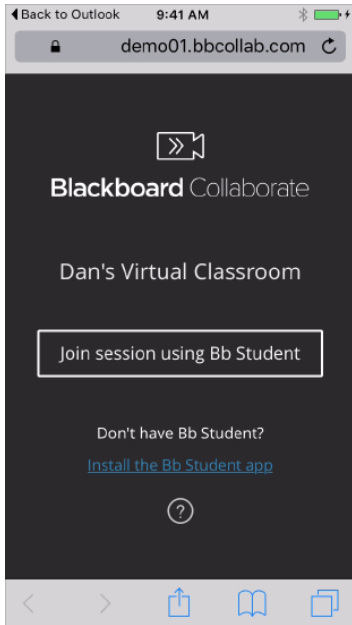 Back to Outlook 9:41 AM
demo01.bbcollab.com
Blackboard Collaborate
Dan's Virtual Classroom
Join session using Bb Student
Don't have Bb Student?
Install the Bb Student app
?